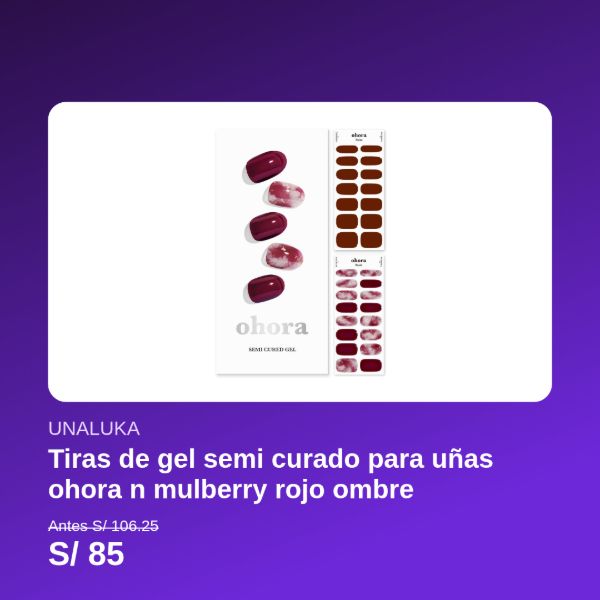 ohora
SEMI CURED GEL
ohora
ohora
UNALUKA
Tiras de gel semi curado para uñas
ohora n mulberry rojo ombre
Antes S/ 106.25
S/ 85